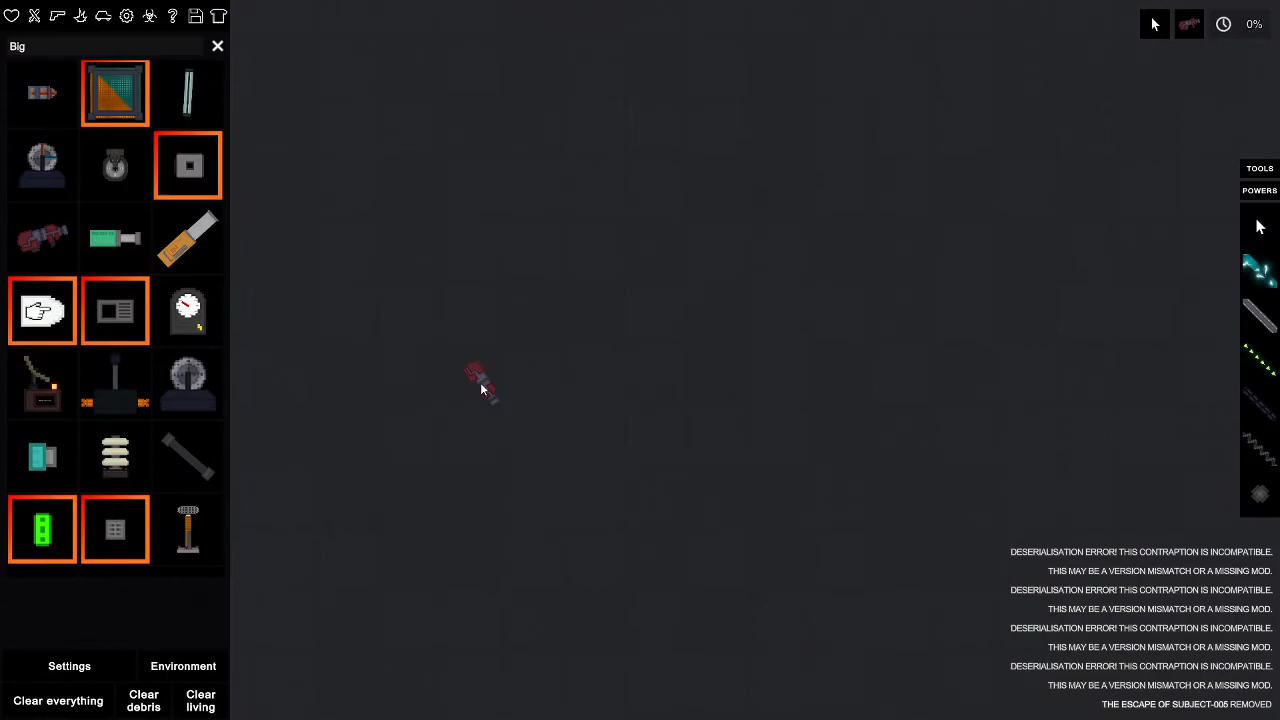 0%
Big
TOOLS
POWERS
DESERIALISATION ERROR! THIS CONTRAPTION IS INCOMPATIBLE.
THIS MAY BE A VERSION MISMATCH OR A MISSING MOD.
DESERIALISATION ERROR! THIS CONTRAPTION IS INCOMPATIBLE.
THIS MAY BE A VERSION MISMATCH OR A MISSING MOD.
DESERIALISATION ERROR! THIS CONTRAPTION IS INCOMPATIBLE.
THIS MAY BE A VERSION MISMATCH OR A MISSING MOD.
DESERIALISATION ERROR! THIS CONTRAPTION IS INCOMPATIBLE.
THIS MAY BE A VERSION MISMATCH OR A MISSING MOD.
THE ESCAPE OF SUBJECT-005 REMOVED
Settings
Environment
Clear everything
Clear
debris
Clear
living